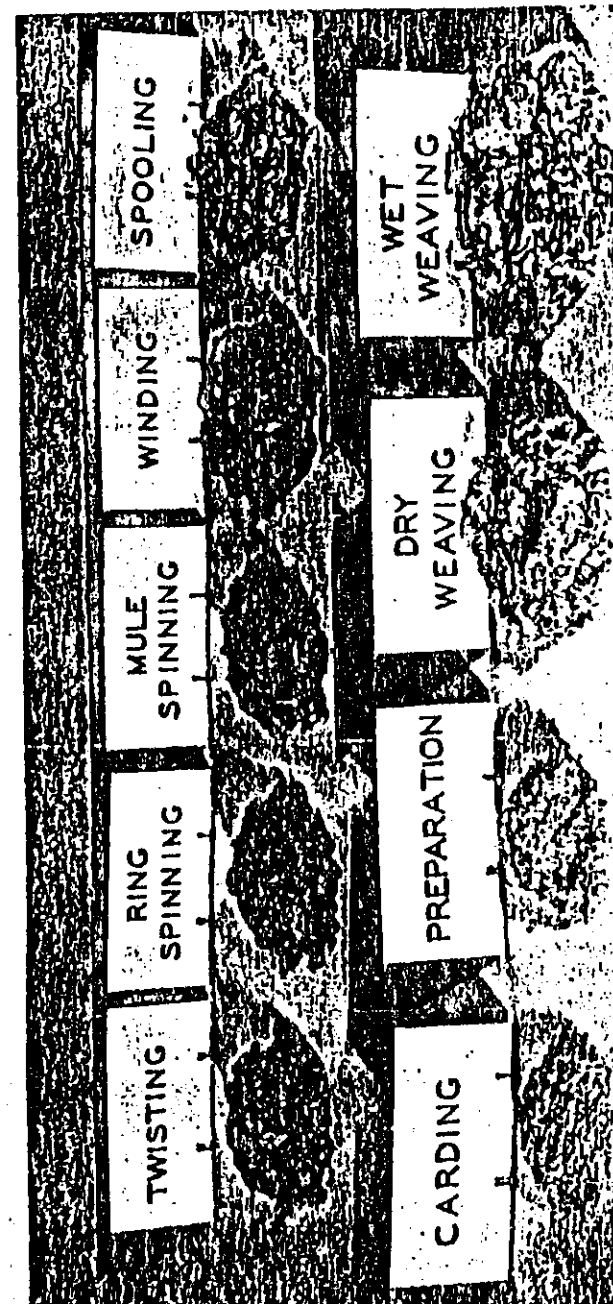 TWISTING
RING
SPINNING
MULE
SPINNING
WINDING
SPOOLING
CARDING
PREPARATION
DRY
WEAVING
WET
WEAVING